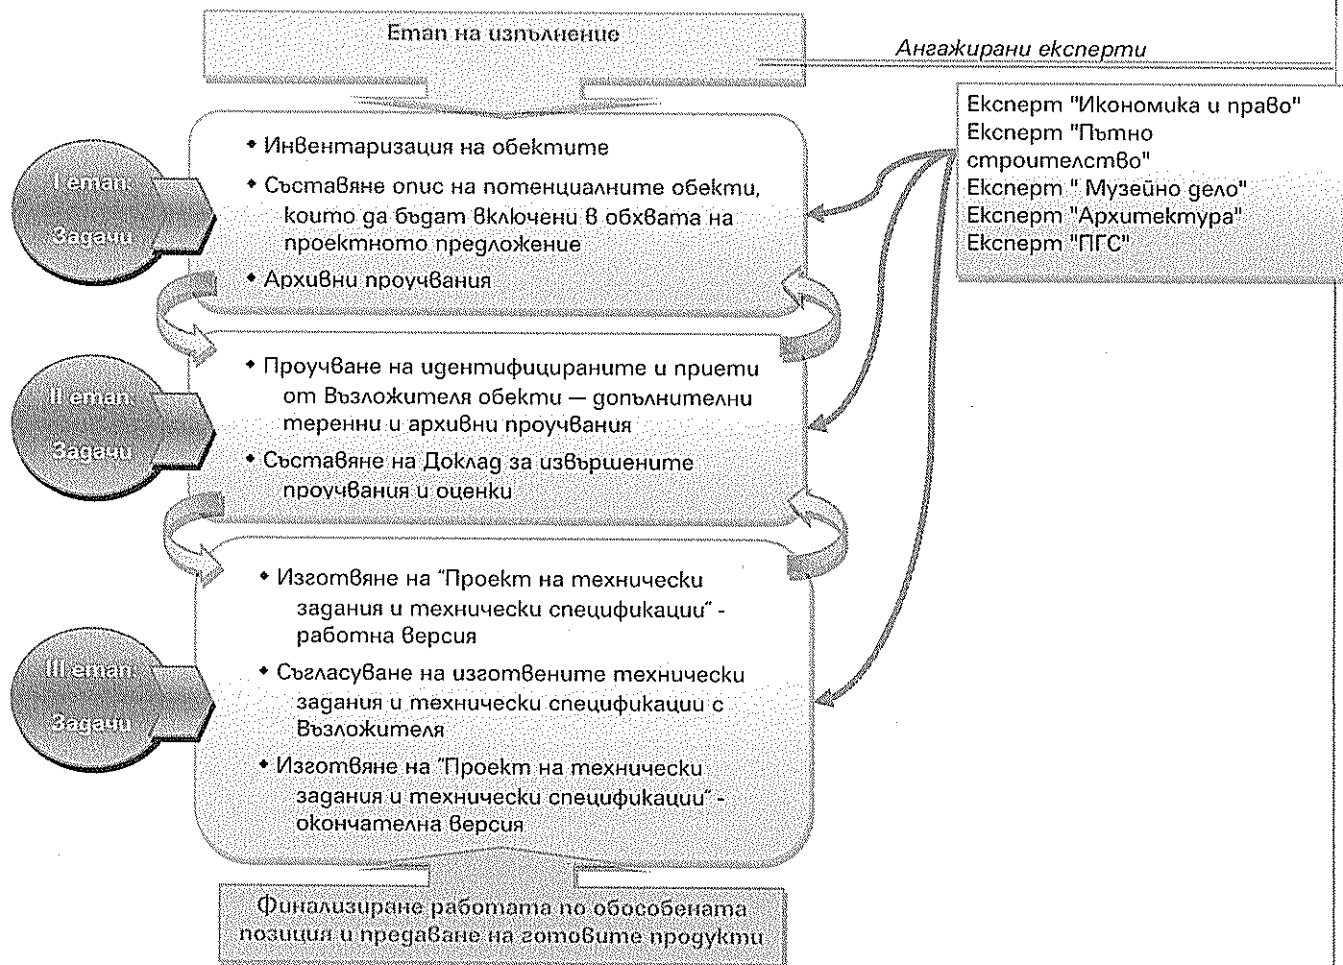 Етап на изпълнение
Ангажирани експерти
Експерт "Икономика и право"
Експерт "Пътно
строителство"
Експерт " Музейно дело"
Експерт "Архитектура"
Експерт "ПГС"
I етап.
Задачи
• Инвентаризация на обектите
• Съставяне опис на потенциалните обекти,
които да бъдат включени в обхвата на
проектното предложение
• Архивни проучвания
II етап.
Задачи
• Проучване на идентифицираните и приети
от Възложителя обекти — допълнителни
теренни и архивни проучвания
• Съставяне на Доклад за извършените
проучвания и оценки
III етап.
Задачи
• Изготвяне на "Проект на технически
задания и технически спецификации" -
работна версия
• Съгласуване на изготвените технически
задания и технически спецификации с
Възложителя
• Изготвяне на "Проект на технически
задания и технически спецификации" -
окончателна версия
Финализиране работата по обособената
позиция и предаване на готовите продукти